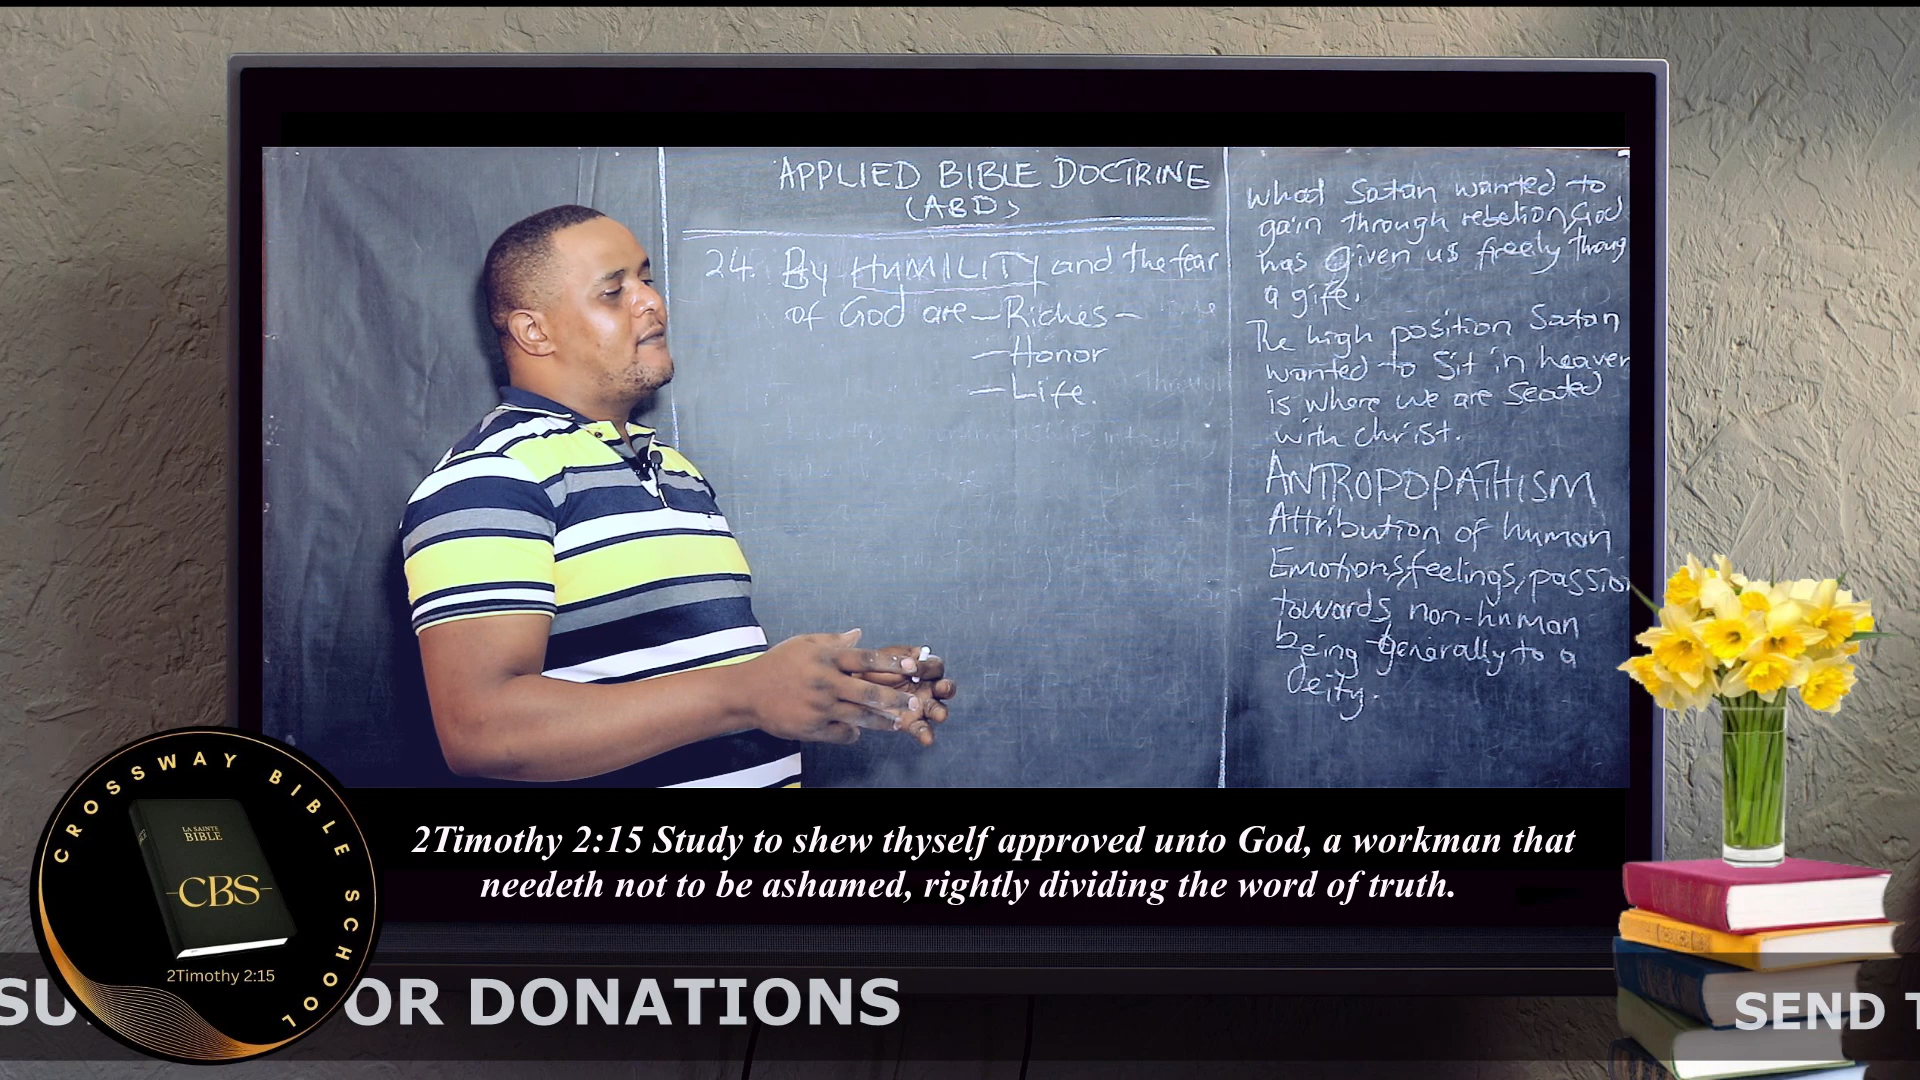 APPLIED BIBLE DOCTRINE
(ABD)
24. By HUMILITY and the fear
of God are – Riches –
– Honor
– Life.
What Satan wanted to
gain through rebelion, God
has given us freely throug
a gife.
The high position Satan
wanted to Sit in heaven
is where we are Seated
with Christ.
ANTROPOPATHISM
Attribution of human
Emotions, feelings, passion
towards non-human
being generally to a
Deity.
2Timothy 2:15 Study to shew thyself approved unto God, a workman that
needeth not to be ashamed, rightly dividing the word of truth.
CROSSWAY BIBLE SCHOOL
LA SAINTE
BIBLE
CBS
2Timothy 2:15
SU OR DONATIONS
SEND T